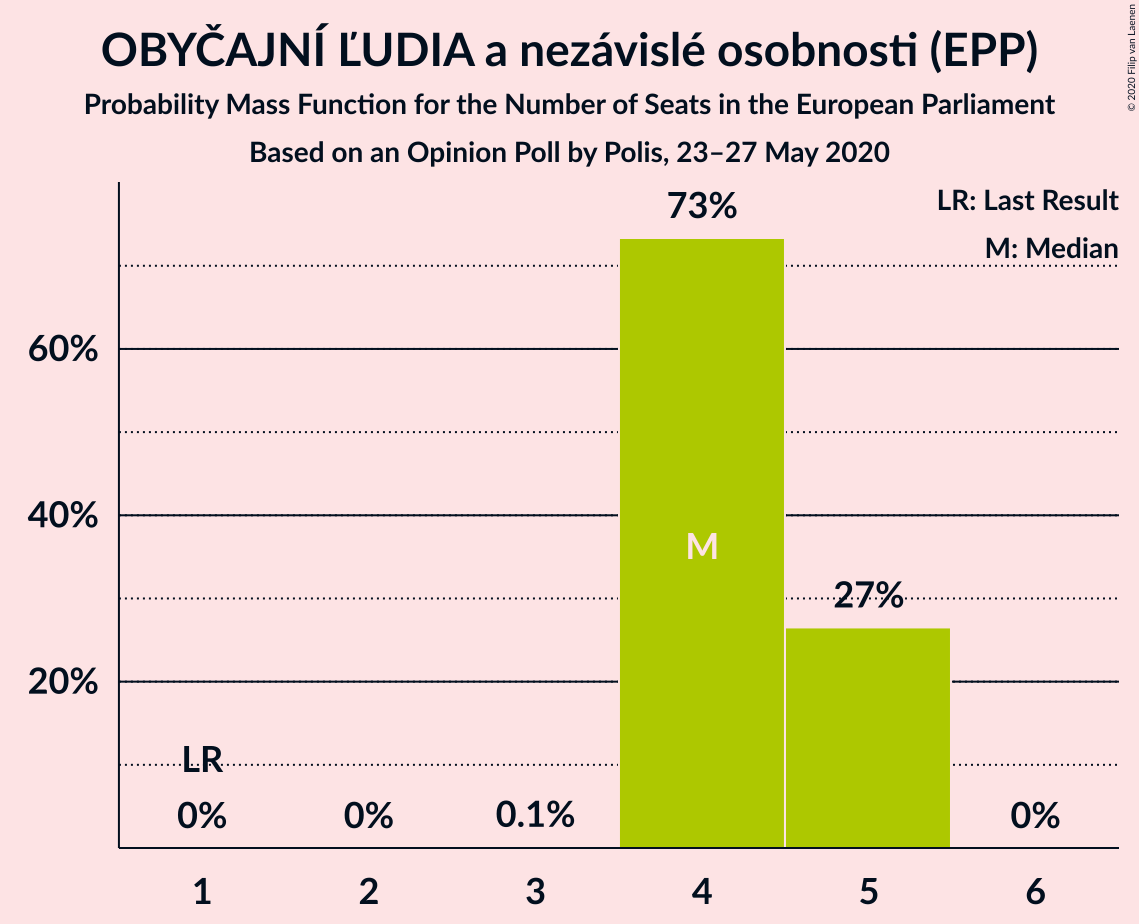 OBYČAJNÍ ĽUDIA a nezávislé osobnosti (EPP)
Probability Mass Function for the Number of Seats in the European Parliament
Based on an Opinion Poll by Polis, 23–27 May 2020
© 2020 Filip van Laenen
LR: Last Result
M: Median
73%
60%
40%
M
27%
20%
LR
0% 0% 0.1% 0%
1 2 3 4 5 6